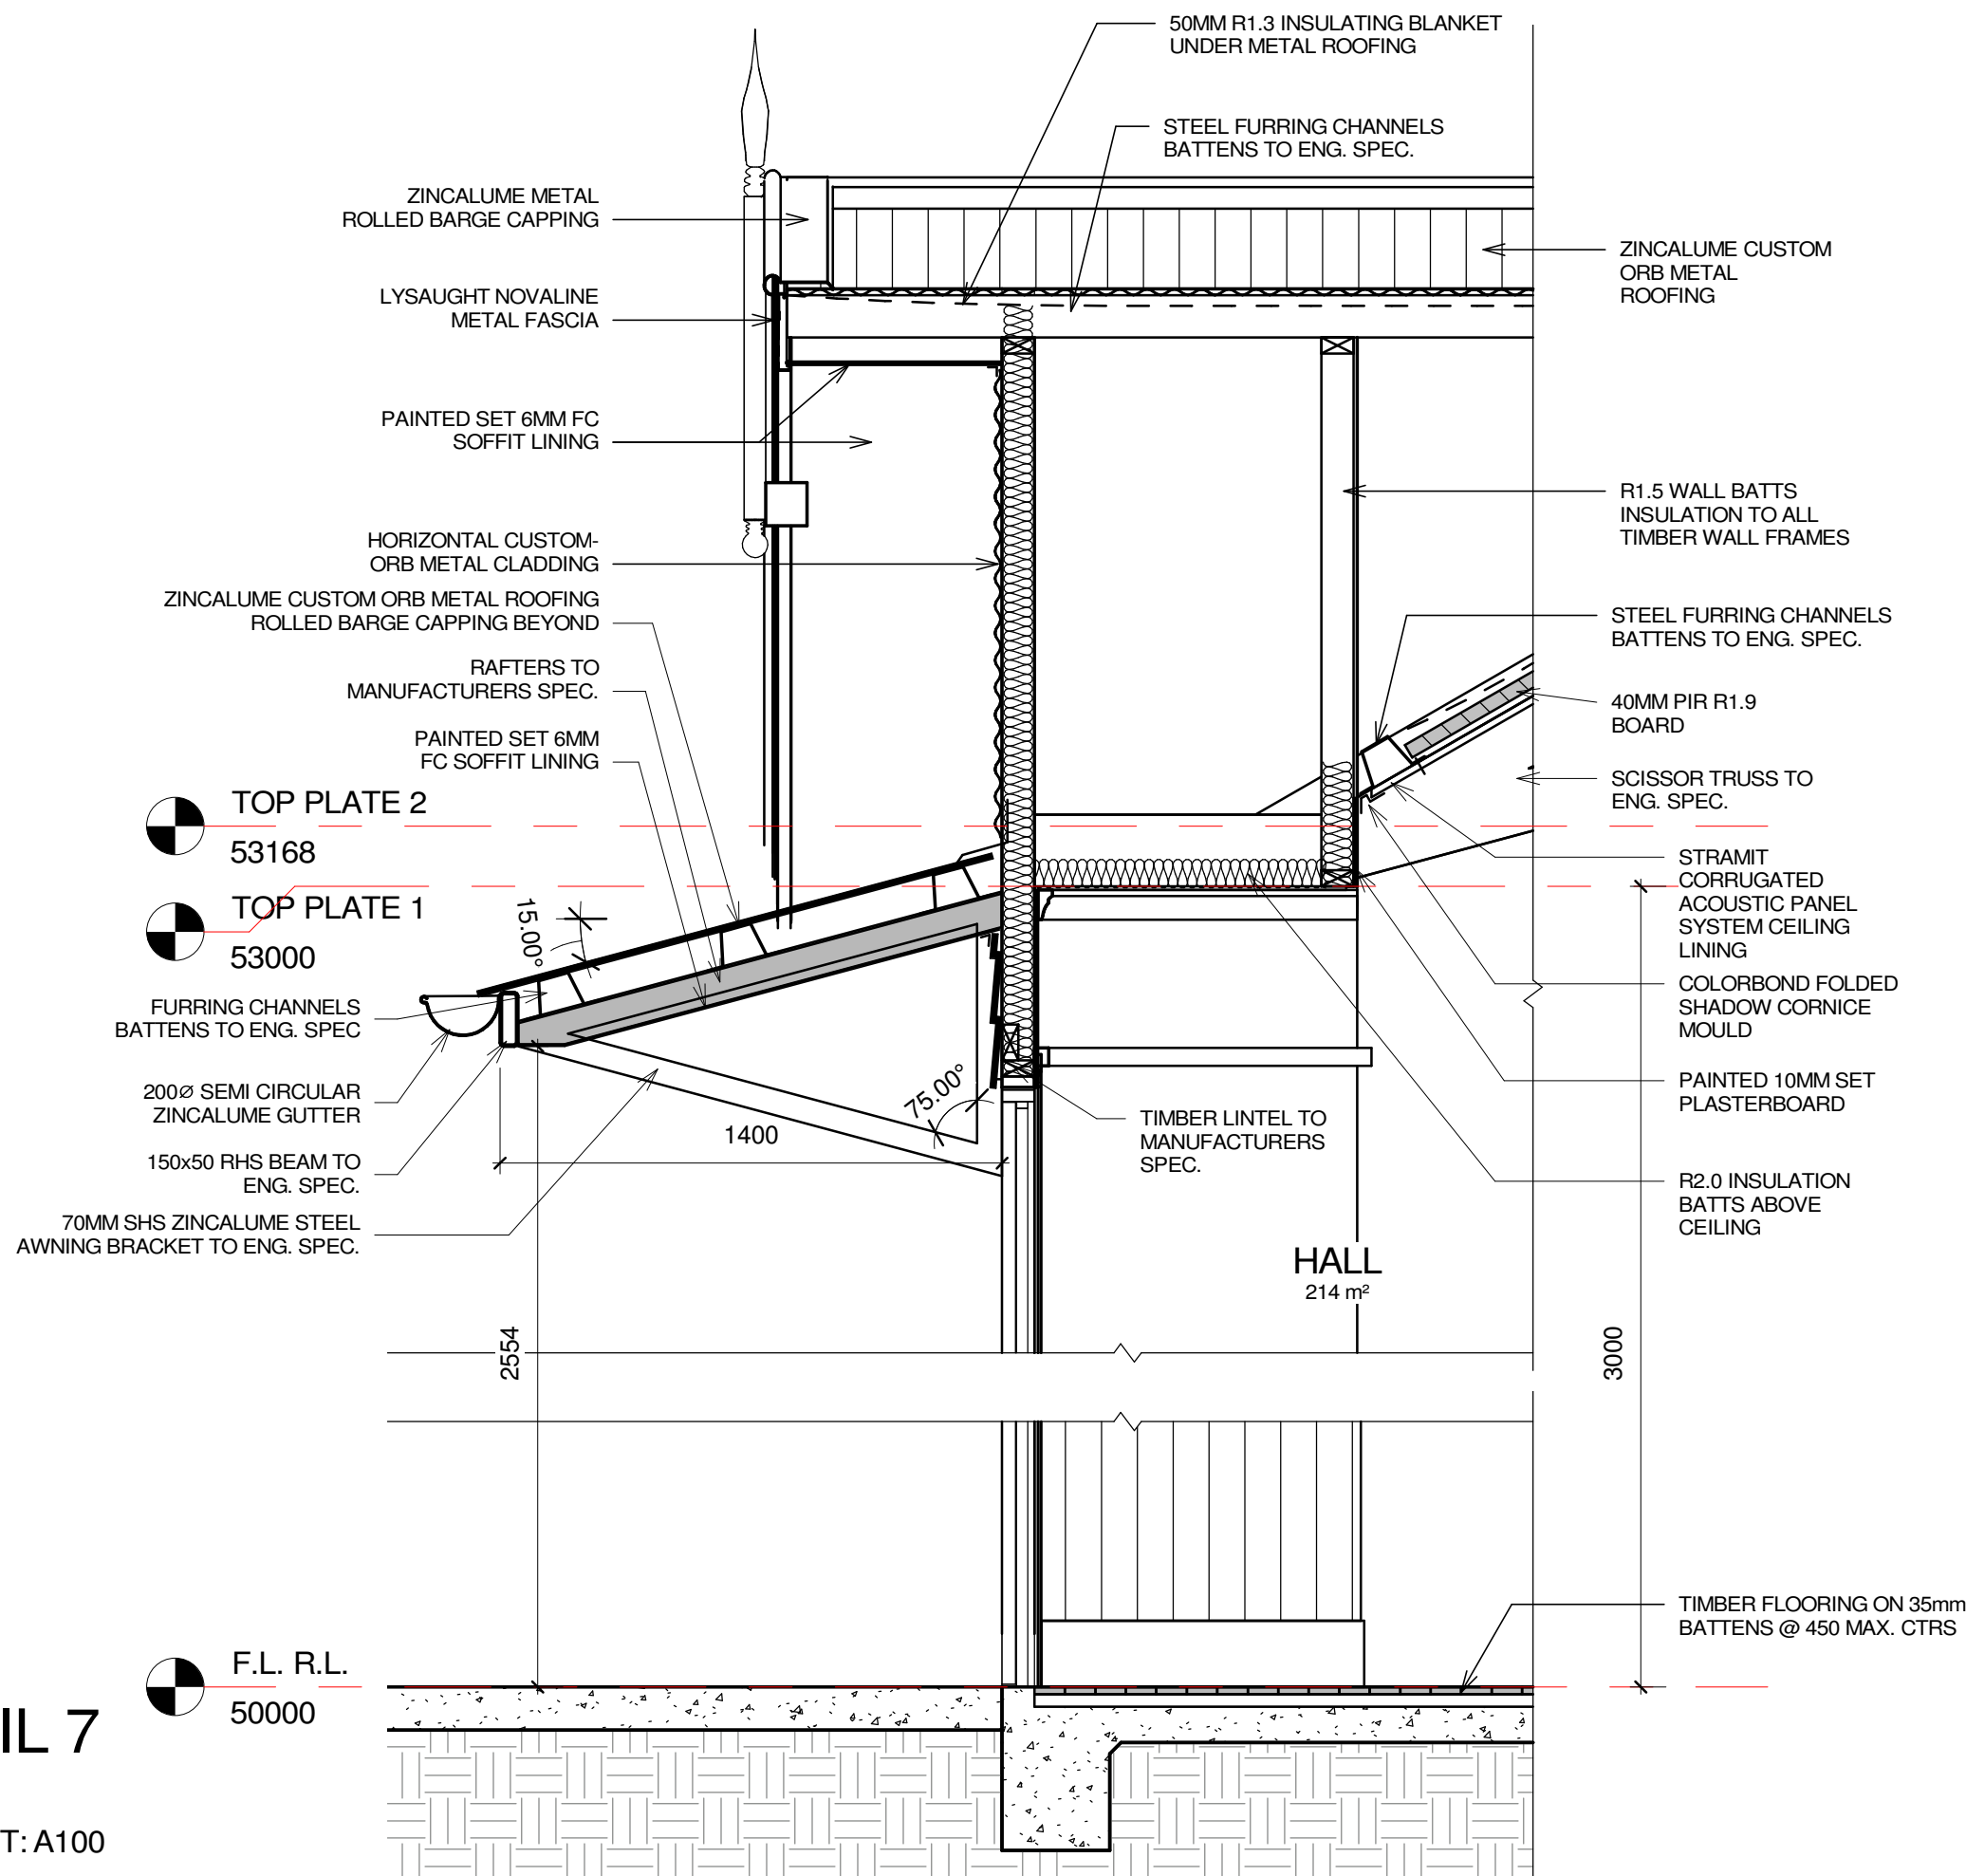 50MM R1.3 INSULATING BLANKET
UNDER METAL ROOFING
STEEL FURRING CHANNELS
BATTENS TO ENG. SPEC.
ZINCALUME METAL
ROLLED BARGE CAPPING
ZINCALUME CUSTOM
ORB METAL
ROOFING
LYSAUGHT NOVALINE
METAL FASCIA
PAINTED SET 6MM FC
SOFFIT LINING
R1.5 WALL BATTS
INSULATION TO ALL
TIMBER WALL FRAMES
HORIZONTAL CUSTOM-
ORB METAL CLADDING
ZINCALUME CUSTOM ORB METAL ROOFING
ROLLED BARGE CAPPING BEYOND
STEEL FURRING CHANNELS
BATTENS TO ENG. SPEC.
RAFTERS TO
MANUFACTURERS SPEC.
40MM PIR R1.9
BOARD
PAINTED SET 6MM
FC SOFFIT LINING
SCISSOR TRUSS TO
ENG. SPEC.
TOP PLATE 2
53168
STRAMIT
CORRUGATED
ACOUSTIC PANEL
SYSTEM CEILING
LINING
TOP PLATE 1
53000
15.00°
COLORBOND FOLDED
SHADOW CORNICE
MOULD
FURRING CHANNELS
BATTENS TO ENG. SPEC
200Ø SEMI CIRCULAR
ZINCALUME GUTTER
75.00°
PAINTED 10MM SET
PLASTERBOARD
1400
TIMBER LINTEL TO
MANUFACTURERS
SPEC.
150x50 RHS BEAM TO
ENG. SPEC.
R2.0 INSULATION
BATTS ABOVE
CEILING
70MM SHS ZINCALUME STEEL
AWNING BRACKET TO ENG. SPEC.
HALL
214 m²
2554
3000
TIMBER FLOORING ON 35mm
BATTENS @ 450 MAX. CTRS
F.L. R.L.
50000
IL 7
T: A100